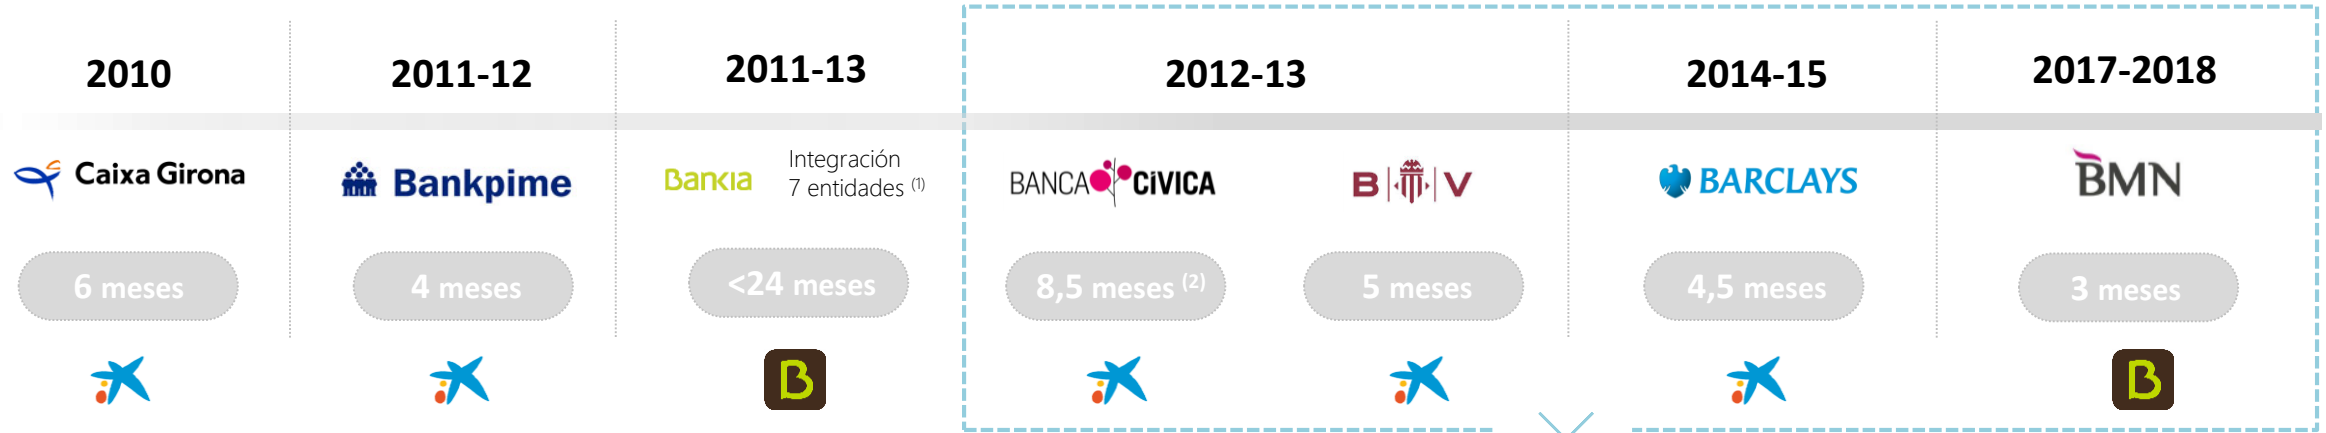 2010
2011-12
2011-13
2012-13
2014-15
2017-2018
Caixa Girona
Bankpime
Bankia
Integración
7 entidades (1)
BANCA CÍVICA
B V
BARCLAYS
BMN
6 meses
4 meses
<24 meses
8,5 meses (2)
5 meses
4,5 meses
3 meses
B
B